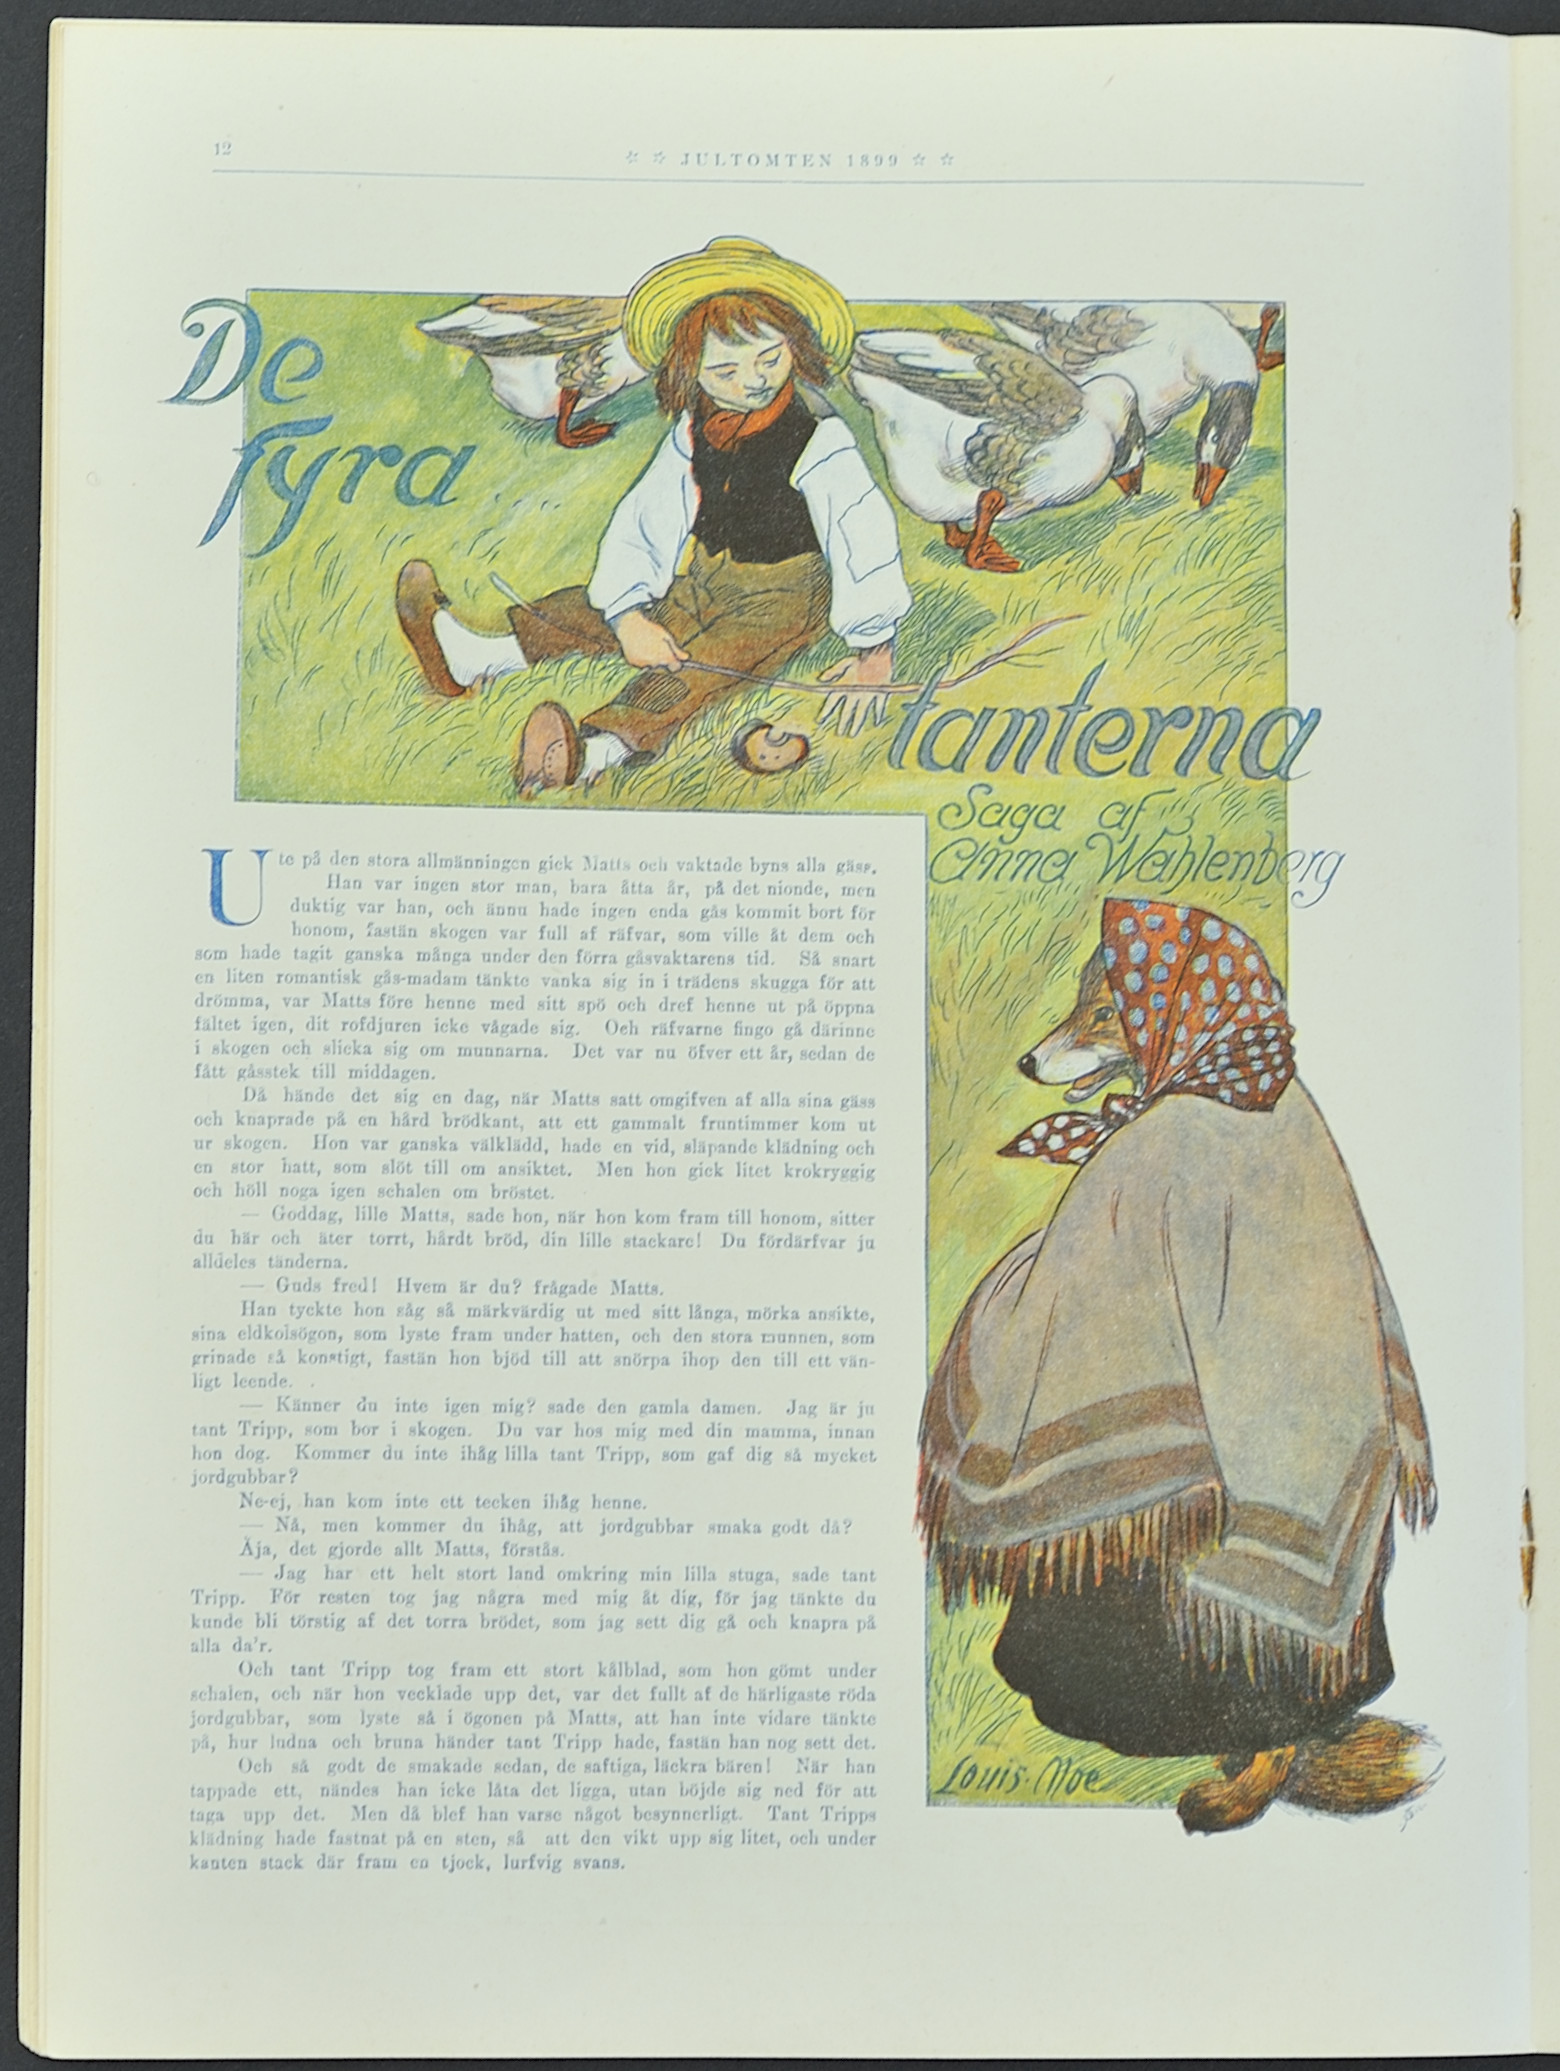 12
☆ ☆ JULTOMTEN 1899 ☆ ☆
De
fyra
tanterna
Saga af
Anna Wahlenberg
Ute på den stora allmänningen gick Matts och vaktade byns alla gäss.
Han var ingen stor man, bara åtta år, på det nionde, men
duktig var han, och ännu hade ingen enda gås kommit bort för
honom, fastän skogen var full af räfvar, som ville åt dem och
som hade tagit ganska många under den förra gåsvaktarens tid. Så snart
en liten romantisk gås-madam tänkte vanka sig in i trädens skugga för att
drömma, var Matts före henne med sitt spö och dref henne ut på öppna
fältet igen, dit rofdjuren icke vågade sig. Och räfvarne fingo gå därinne
i skogen och slicka sig om munnarna. Det var nu öfver ett år, sedan de
fått gåsstek till middagen.
Då hände det sig en dag, när Matts satt omgifven af alla sina gäss
och knaprade på en hård brödkant, att ett gammalt fruntimmer kom ut
ur skogen. Hon var ganska välklädd, hade en vid, släpande klädning och
en stor hatt, som slöt till om ansiktet. Men hon gick litet krokryggig
och höll noga igen schalen om bröstet.
— Goddag, lille Matts, sade hon, när hon kom fram till honom, sitter
du här och äter torrt, hårdt bröd, din lille stackare! Du fördärfvar ju
alldeles tänderna.
— Guds fred! Hvem är du? frågade Matts.
Han tyckte hon såg så märkvärdig ut med sitt långa, mörka ansikte,
sina eldkolsögon, som lyste fram under hatten, och den stora munnen, som
grinade så konstigt, fastän hon bjöd till att snörpa ihop den till ett vän-
ligt leende.
— Känner du inte igen mig? sade den gamla damen. Jag är ju
tant Tripp, som bor i skogen. Du var hos mig med din mamma, innan
hon dog. Kommer du inte ihåg lilla tant Tripp, som gaf dig så mycket
jordgubbar?
Ne-ej, han kom inte ett tecken ihåg henne.
— Nå, men kommer du ihåg, att jordgubbar smaka godt då?
Äja, det gjorde allt Matts, förstås.
— Jag har ett helt stort land omkring min lilla stuga, sade tant
Tripp. För resten tog jag några med mig åt dig, för jag tänkte du
kunde bli törstig af det torra brödet, som jag sett dig gå och knapra på
alla da'r.
Och tant Tripp tog fram ett stort kålblad, som hon gömt under
schalen, och när hon vecklade upp det, var det fullt af de härligaste röda
jordgubbar, som lyste så i ögonen på Matts, att han inte vidare tänkte
på, hur ludna och bruna händer tant Tripp hade, fastän han nog sett det.
Och så godt de smakade sedan, de saftiga, läckra bären! När han
tappade ett, nändes han icke låta det ligga, utan böjde sig ned för att
taga upp det. Men då blef han varse något besynnerligt. Tant Tripps
klädning hade fastnat på en sten, så att den vikt upp sig litet, och under
kanten stack där fram en tjock, lurfvig svans.
Louis Moe